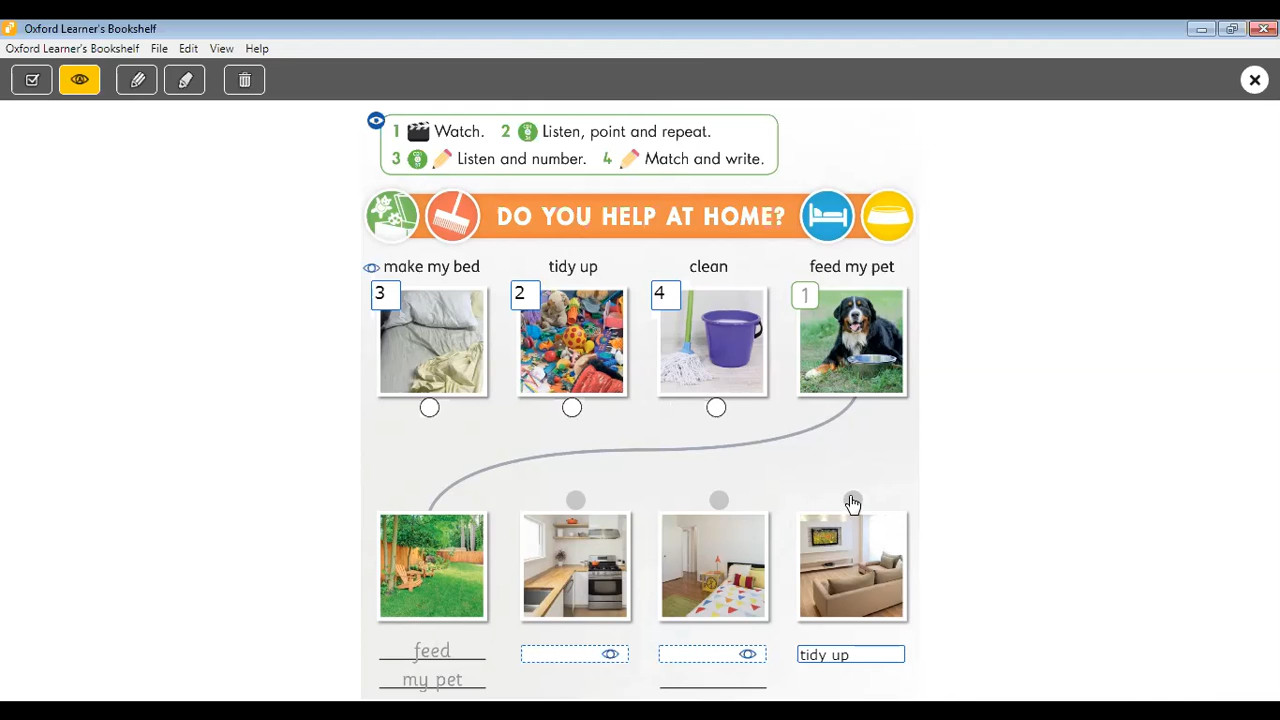 Oxford Learner's Bookshelf
Oxford Learner's Bookshelf File Edit View Help
1 Watch. 2 Listen, point and repeat.
3 Listen and number. 4 Match and write.
DO YOU HELP AT HOME?
make my bed tidy up clean feed my pet
3 2 4 1
feed tidy up
my pet